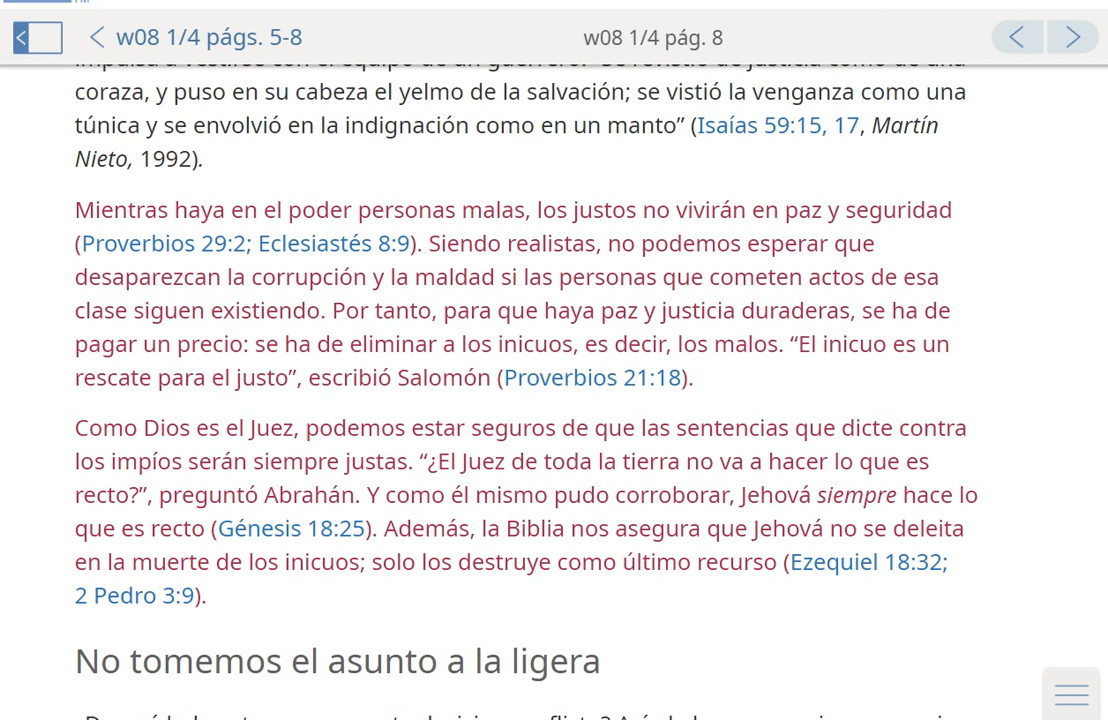 w08 1/4 págs. 5-8
w08 1/4 pág. 8
coraza, y puso en su cabeza el yelmo de la salvación; se vistió la venganza como una
túnica y se envolvió en la indignación como en un manto” (Isaías 59:15, 17, Martín
Nieto, 1992).
Mientras haya en el poder personas malas, los justos no vivirán en paz y seguridad
(Proverbios 29:2; Eclesiastés 8:9). Siendo realistas, no podemos esperar que
desaparezcan la corrupción y la maldad si las personas que cometen actos de esa
clase siguen existiendo. Por tanto, para que haya paz y justicia duraderas, se ha de
pagar un precio: se ha de eliminar a los inicuos, es decir, los malos. “El inicuo es un
rescate para el justo”, escribió Salomón (Proverbios 21:18).
Como Dios es el Juez, podemos estar seguros de que las sentencias que dicte contra
los impíos serán siempre justas. “¿El Juez de toda la tierra no va a hacer lo que es
recto?”, preguntó Abrahán. Y como él mismo pudo corroborar, Jehová siempre hace lo
que es recto (Génesis 18:25). Además, la Biblia nos asegura que Jehová no se deleita
en la muerte de los inicuos; solo los destruye como último recurso (Ezequiel 18:32;
2 Pedro 3:9).
No tomemos el asunto a la ligera